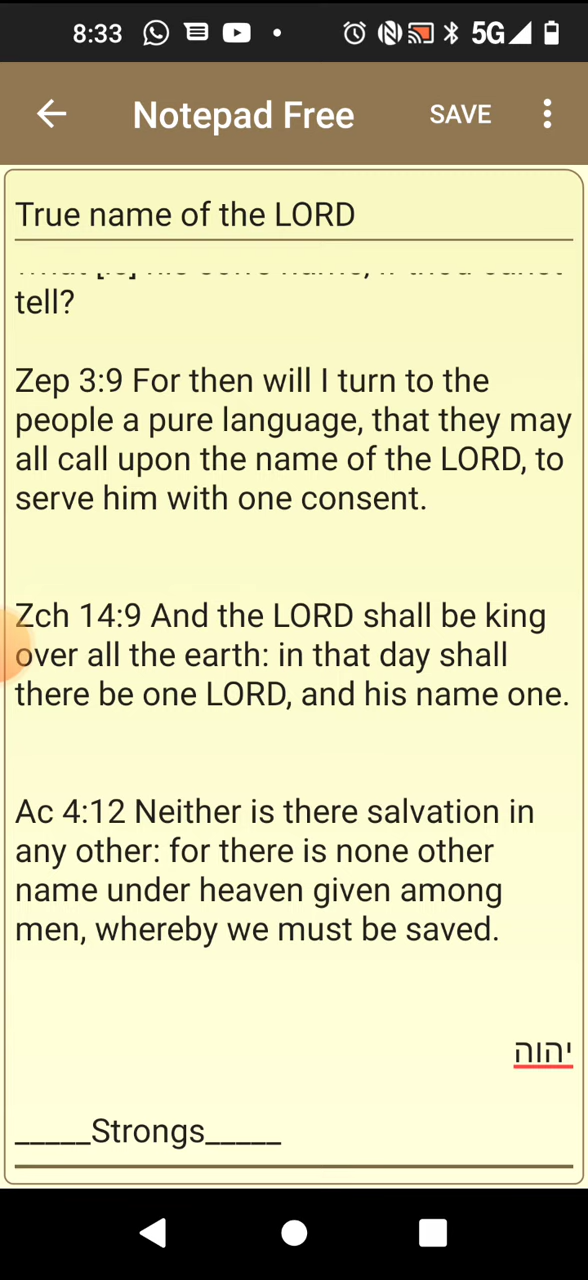 8:33
5G
Notepad Free
SAVE
True name of the LORD
tell?
Zep 3:9 For then will I turn to the
people a pure language, that they may
all call upon the name of the LORD, to
serve him with one consent.
Zch 14:9 And the LORD shall be king
over all the earth: in that day shall
there be one LORD, and his name one.
Ac 4:12 Neither is there salvation in
any other: for there is none other
name under heaven given among
men, whereby we must be saved.
יהוה
_____Strongs_____